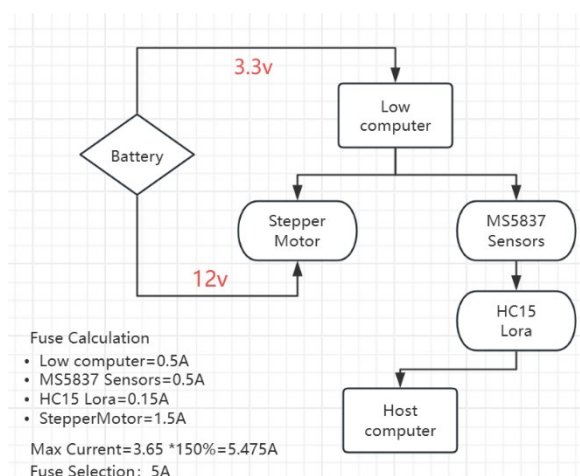 3.3v
Low
computer
Battery
Stepper
Motor
MS5837
Sensors
12v
HC15
Lora
Host
computer
Fuse Calculation
• Low computer=0.5A
• MS5837 Sensors=0.5A
• HC15 Lora=0.15A
• StepperMotor=1.5A
Max Current=3.65 *150%=5.475A
Fuse Selection: 5A